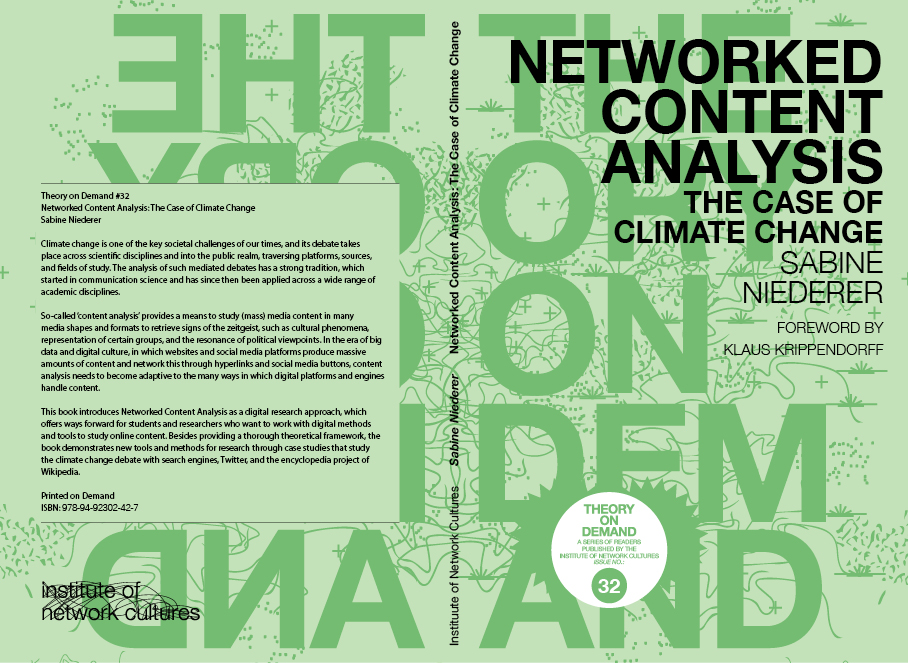 THE
THE
ORY
ORY
ON
DEM
AND
AND
Theory on Demand #32
Networked Content Analysis: The Case of Climate Change
Sabine Niederer
Climate change is one of the key societal challenges of our times, and its debate takes
place across scientific disciplines and into the public realm, traversing platforms, sources,
and fields of study. The analysis of such mediated debates has a strong tradition, which
started in communication science and has since then been applied across a wide range of
academic disciplines.
So-called ‘content analysis’ provides a means to study (mass) media content in many
media shapes and formats to retrieve signs of the zeitgeist, such as cultural phenomena,
representation of certain groups, and the resonance of political viewpoints. In the era of big
data and digital culture, in which websites and social media platforms produce massive
amounts of content and network this through hyperlinks and social media buttons, content
analysis needs to become adaptive to the many ways in which digital platforms and engines
handle content.
This book introduces Networked Content Analysis as a digital research approach, which
offers ways forward for students and researchers who want to work with digital methods
and tools to study online content. Besides providing a thorough theoretical framework, the
book demonstrates new tools and methods for research through case studies that study
the climate change debate with search engines, Twitter, and the encyclopedia project of
Wikipedia.
Printed on Demand
ISBN: 978-94-92302-42-7
institute of
network cultures
Instituute of Network Cultures Sabine Niederer Networked Content Analysis: The Case of Climate Change
NETWORKED
CONTENT
ANALYSIS
THE CASE OF
CLIMATE CHANGE
SABINE
NIEDERER
FOREWORD BY
KLAUS KRIPPENDORFF
THEORY
ON
DEMAND
A SERIES OF READERS
PUBLISHED BY THE
INSTITUTE OF NETWORK CULTURES
ISSUE NO.:
32